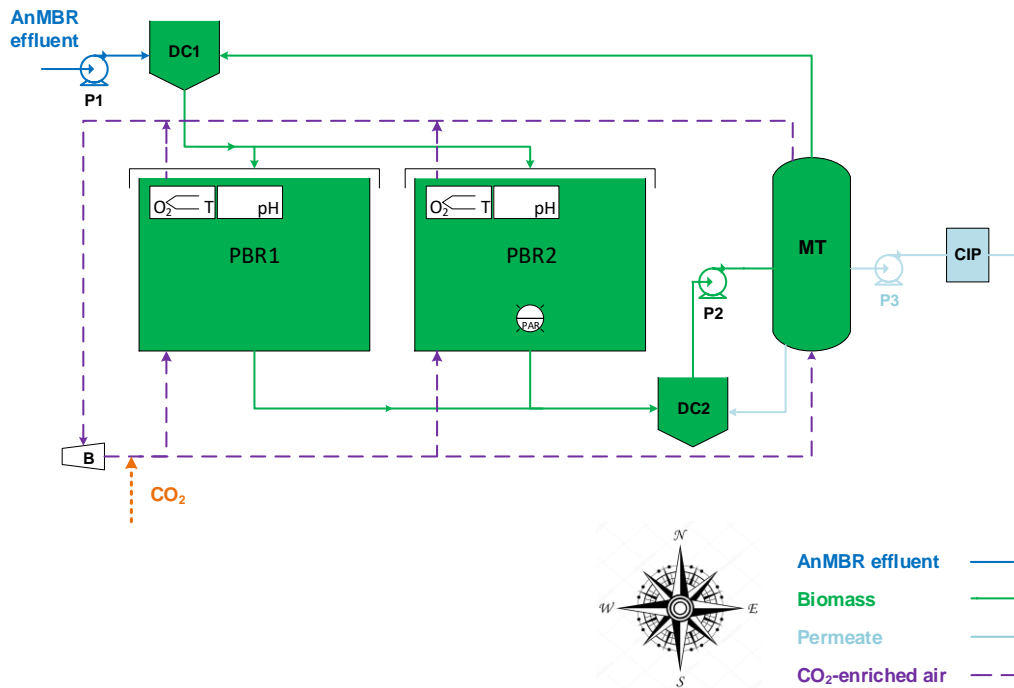 AnMBR
effluent
P1
DC1
O₂ T pH
PBR1
O₂ T pH
PBR2
PAR
P2
MT
P3
CIP
DC2
B
CO₂
N
W E
S
AnMBR effluent
Biomass
Permeate
CO₂-enriched air